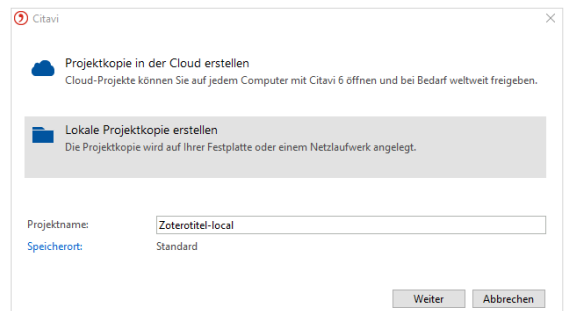 Citavi
Projektkopie in der Cloud erstellen
Cloud-Projekte können Sie auf jedem Computer mit Citavi 6 öffnen und bei Bedarf weltweit freigeben.
Lokale Projektkopie erstellen
Die Projektkopie wird auf Ihrer Festplatte oder einem Netzlaufwerk angelegt.
Projektname: Zoterotitel-local
Speicherort: Standard
Weiter Abbrechen